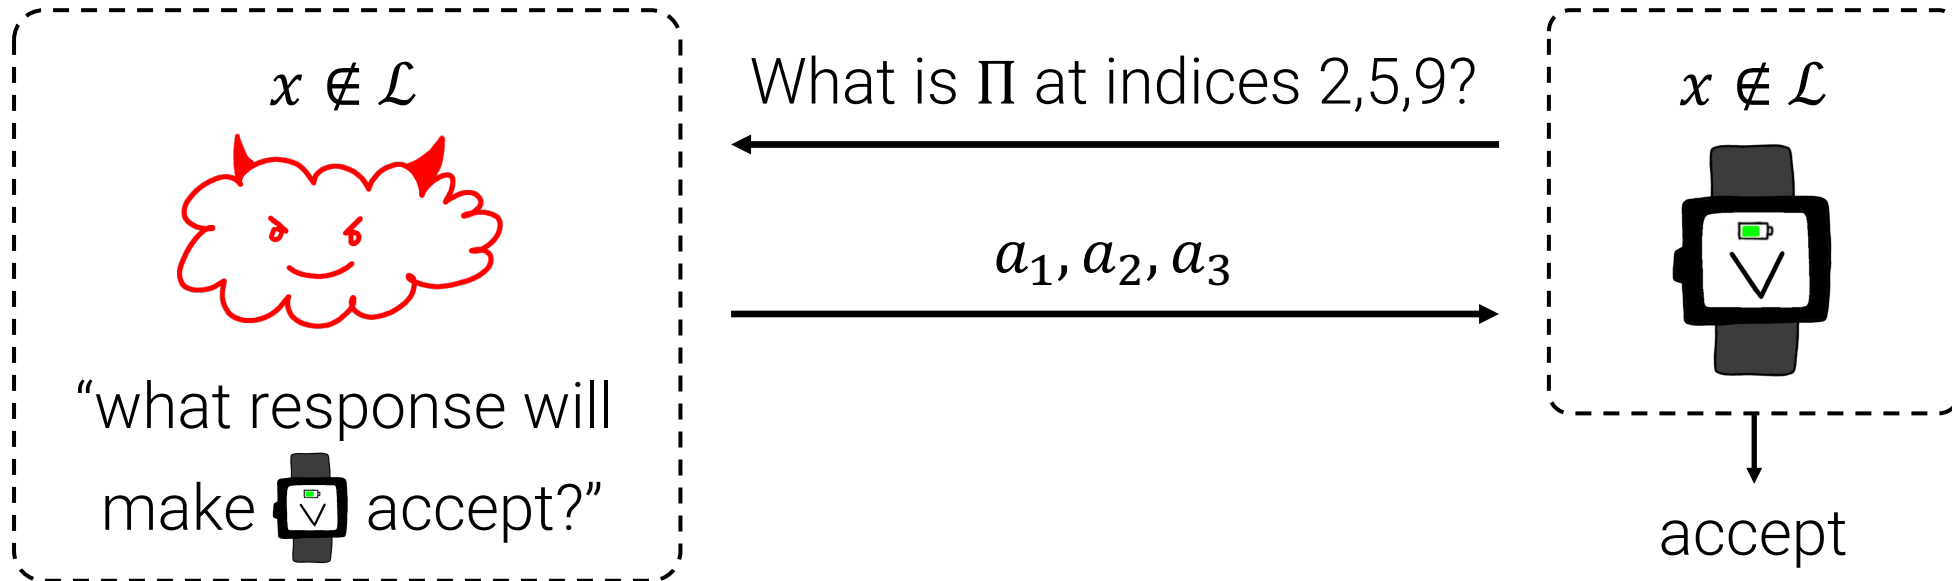 x ∉ ℒ
“what response will
make V accept?”
What is Π at indices 2,5,9?
a₁, a₂, a₃
x ∉ ℒ
V
accept